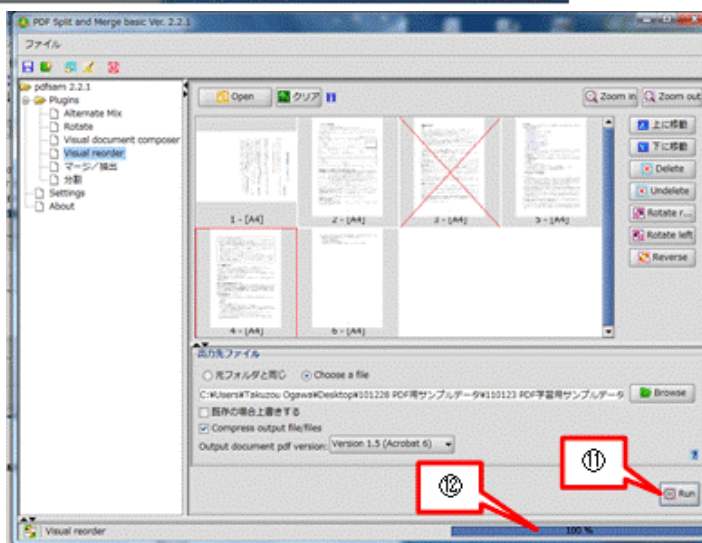 PDF Split and Merge basic Ver. 2.2.1
ファイル
pdfsam 2.2.1
Plugins
Alternate Mix
Rotate
Visual document composer
Visual reorder
マージ/抽出
分割
Settings
About
Open
クリア
Zoom in
Zoom out
1 - [A4]
2 - [A4]
3 - [A4]
5 - [A4]
4 - [A4]
6 - [A4]
上に移動
下に移動
Delete
Undelete
Rotate r...
Rotate left
Reverse
出力先ファイル
元フォルダと同じ
Choose a file
C:¥Users¥Takuzou Ogawa¥Desktop¥101228 PDF用サンプルデータ¥110123 PDF学習用サンプルデータ
Browse
既存の場合上書きする
Compress output file/files
Output document pdf version:
Version 1.5 (Acrobat 6)
⑪
⑫
Run
Visual reorder
100 %